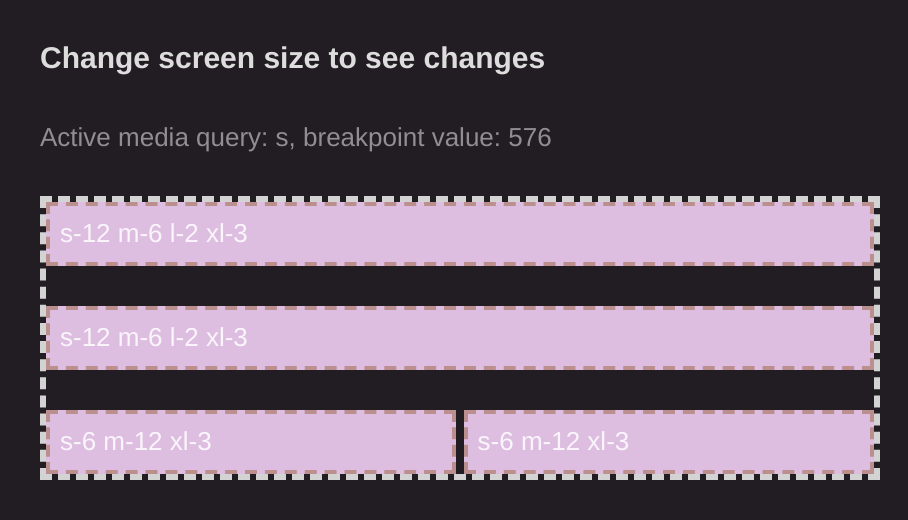 Change screen size to see changes
Active media query: s, breakpoint value: 576
s-12 m-6 l-2 xl-3
s-12 m-6 l-2 xl-3
s-6 m-12 xl-3
s-6 m-12 xl-3